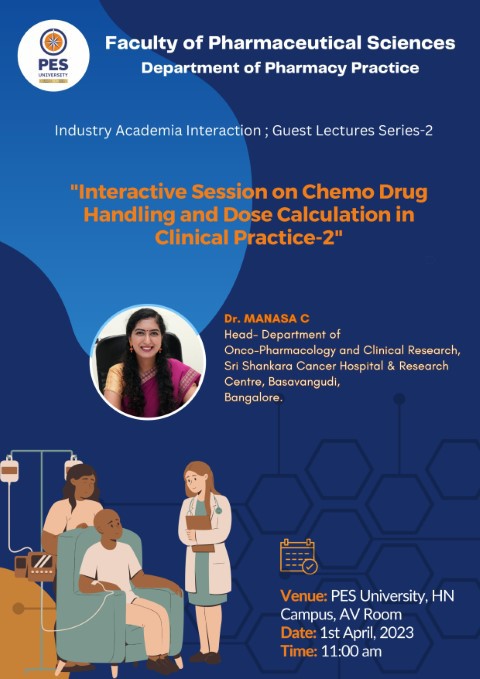 PES
UNIVERSITY
Faculty of Pharmaceutical Sciences
Department of Pharmacy Practice
Industry Academia Interaction ; Guest Lectures Series-2
"Interactive Session on Chemo Drug
Handling and Dose Calculation in
Clinical Practice-2"
Dr. MANASA C
Head- Department of
Onco-Pharmacology and Clinical Research,
Sri Shankara Cancer Hospital & Research
Centre, Basavangudi,
Bangalore.
Venue: PES University, HN
Campus, AV Room
Date: 1st April, 2023
Time: 11:00 am